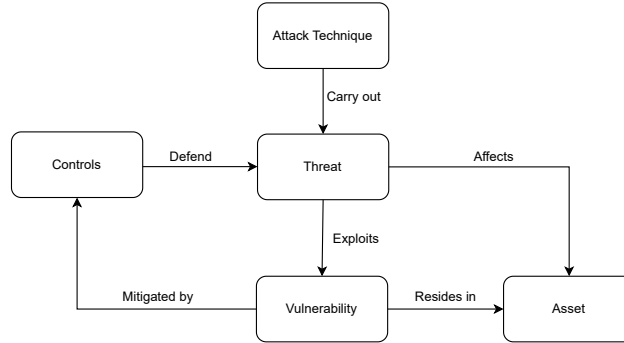 Attack Technique
Carry out
Controls
Defend
Threat
Affects
Exploits
Mitigated by
Vulnerability
Resides in
Asset